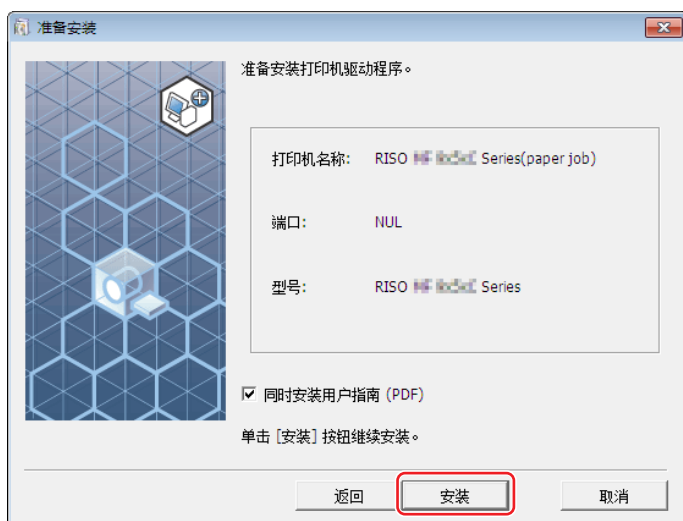 准备安装
准备安装打印机驱动程序。
打印机名称: RISO Series(paper job)
端口: NUL
型号: RISO Series
同时安装用户指南 (PDF)
单击 [安装] 按钮继续安装。
返回 安装 取消